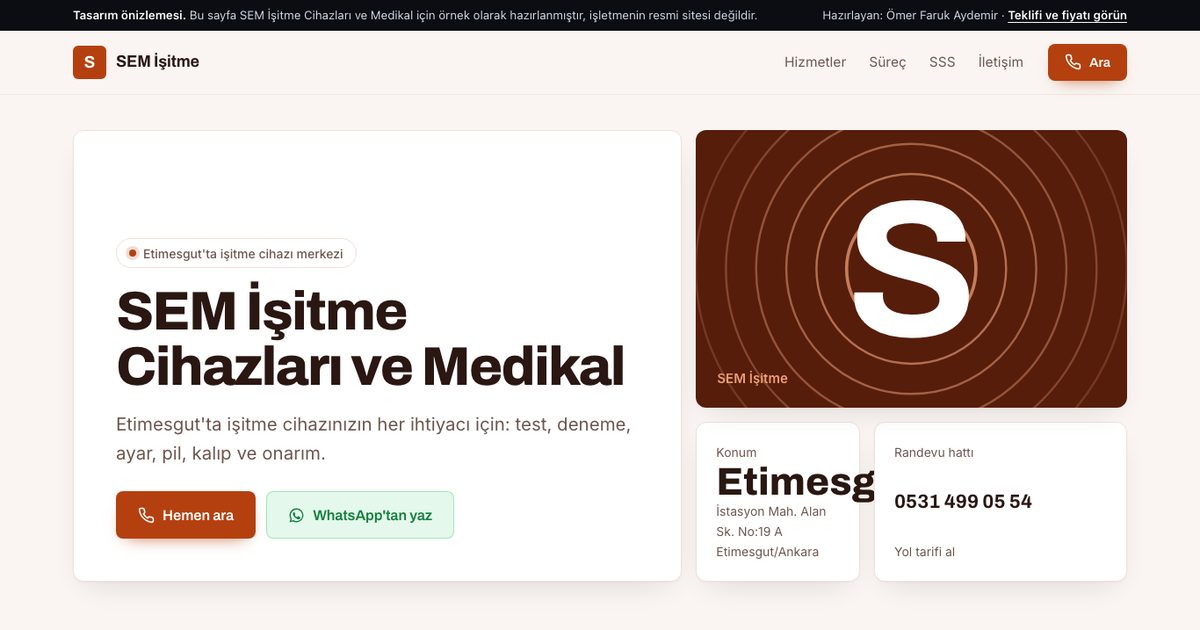 Tasarım önizlemesi. Bu sayfa SEM İşitme Cihazları ve Medikal için örnek olarak hazırlanmıştır, işletmenin resmi sitesi değildir.
Hazırlayan: Ömer Faruk Aydemir · Teklifi ve fiyatı görün
S
SEM İşitme
Hizmetler
Süreç
SSS
İletişim
Ara
Etimesgut'ta işitme cihazı merkezi
SEM İşitme
Cihazları ve Medikal
Etimesgut'ta işitme cihazınızın her ihtiyacı için: test, deneme,
ayar, pil, kalıp ve onarım.
Hemen ara
WhatsApp'tan yaz
S
SEM İşitme
Konum
Etimesg
İstasyon Mah. Alan
Sk. No:19 A
Etimesgut/Ankara
Randevu hattı
0531 499 05 54
Yol tarifi al